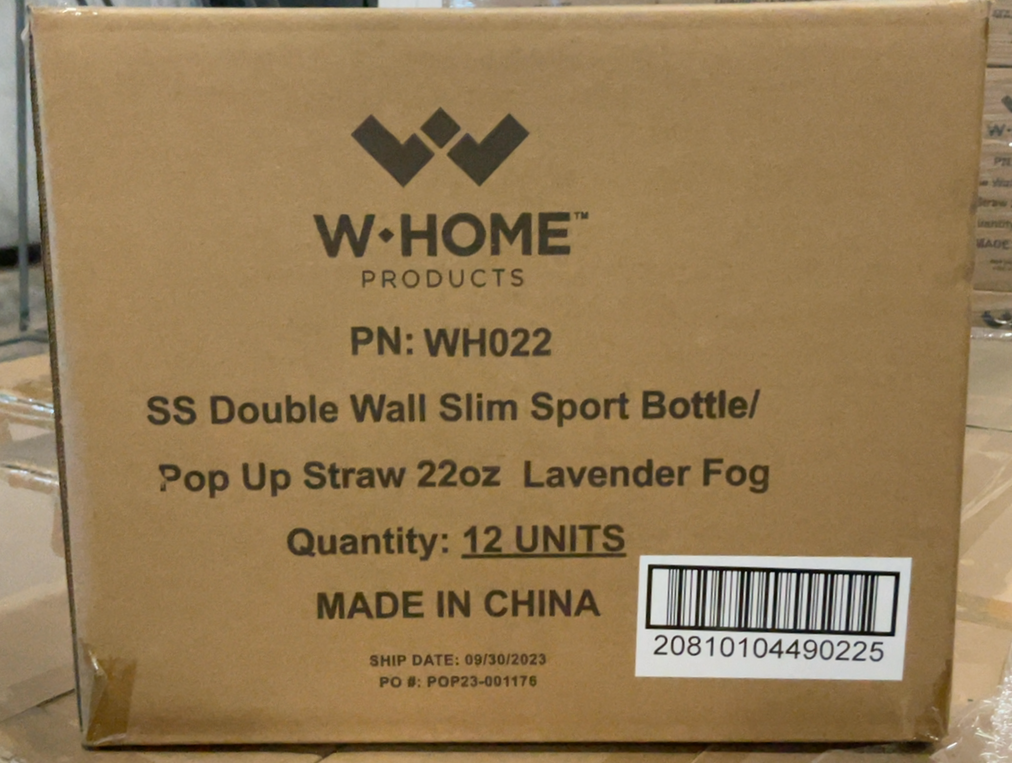 W•HOME™
PRODUCTS
PN: WH022
SS Double Wall Slim Sport Bottle/
Pop Up Straw 22oz Lavender Fog
Quantity: 12 UNITS
MADE IN CHINA
SHIP DATE: 09/30/2023
PO #: POP23-001176
20810104490225